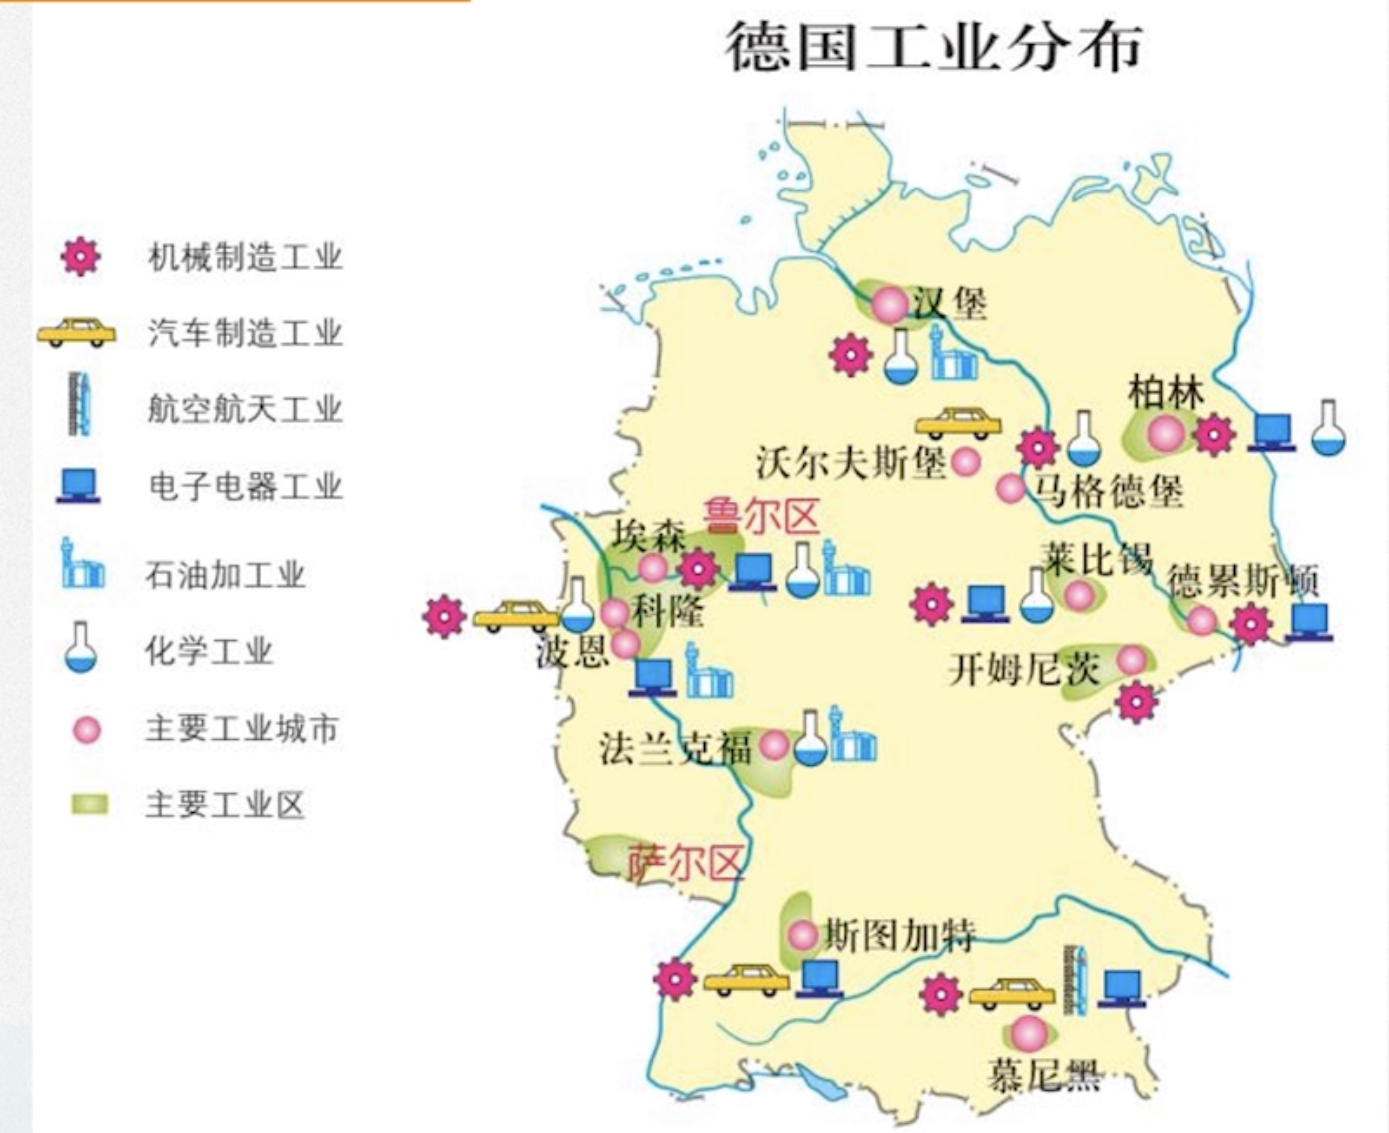 德国工业分布
机械制造工业
汽车制造工业
航空航天工业
电子电器工业
石油加工业
化学工业
主要工业城市
主要工业区
汉堡
柏林
沃尔夫斯堡
马格德堡
鲁尔区
埃森
莱比锡
德累斯顿
科隆
波恩
开姆尼茨
法兰克福
萨尔区
斯图加特
慕尼黑